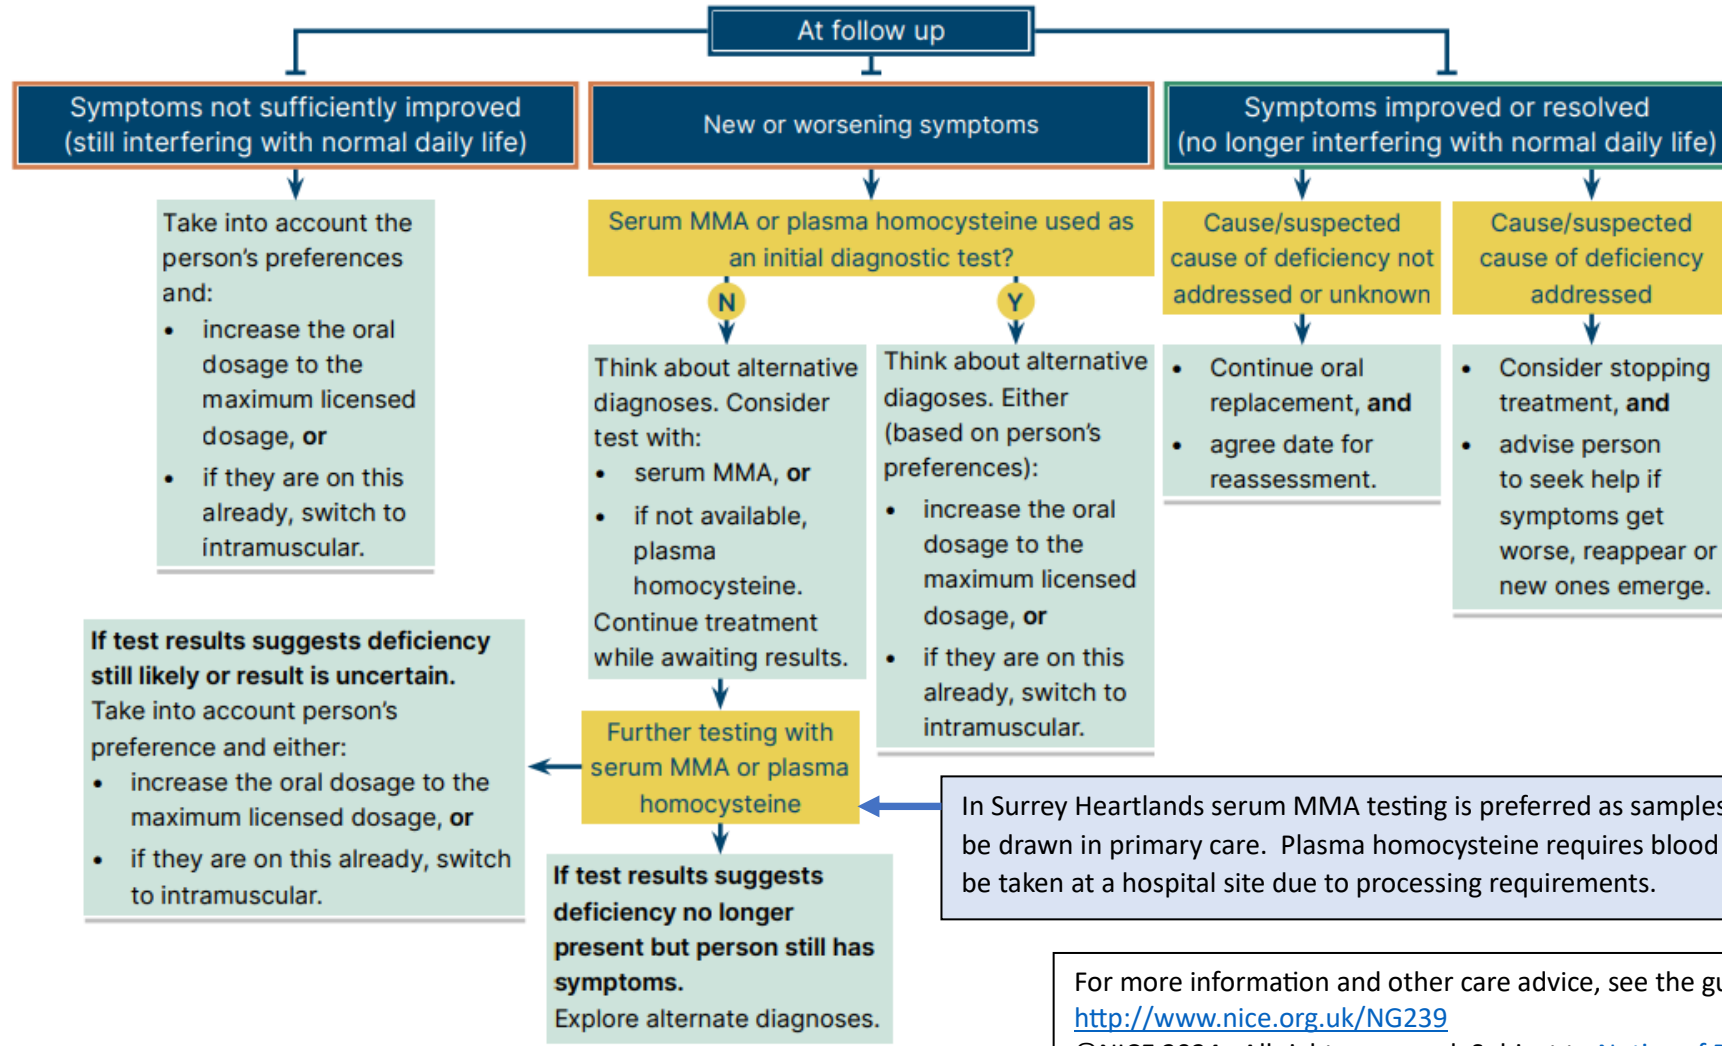 At follow up
Symptoms not sufficiently improved
(still interfering with normal daily life)
New or worsening symptoms
Symptoms improved or resolved
(no longer interfering with normal daily life)
Take into account the
person's preferences
and:
• increase the oral
dosage to the
maximum licensed
dosage, or
• if they are on this
already, switch to
intramuscular.
Serum MMA or plasma homocysteine used as
an initial diagnostic test?
N
Y
Think about alternative
diagnoses. Consider
test with:
• serum MMA, or
• if not available,
plasma
homocysteine.
Continue treatment
while awaiting results.
Think about alternative
diagoses. Either
(based on person's
preferences):
• increase the oral
dosage to the
maximum licensed
dosage, or
• if they are on this
already, switch to
intramuscular.
Cause/suspected
cause of deficiency not
addressed or unknown
• Continue oral
replacement, and
• agree date for
reassessment.
Cause/suspected
cause of deficiency
addressed
• Consider stopping
treatment, and
• advise person
to seek help if
symptoms get
worse, reappear or
new ones emerge.
Further testing with
serum MMA or plasma
homocysteine
If test results suggests deficiency
still likely or result is uncertain.
Take into account person's
preference and either:
• increase the oral dosage to the
maximum licensed dosage, or
• if they are on this already, switch
to intramuscular.
If test results suggests
deficiency no longer
present but person still has
symptoms.
Explore alternate diagnoses.
In Surrey Heartlands serum MMA testing is preferred as samples
be drawn in primary care. Plasma homocysteine requires blood
be taken at a hospital site due to processing requirements.
For more information and other care advice, see the
http://www.nice.org.uk/NG239